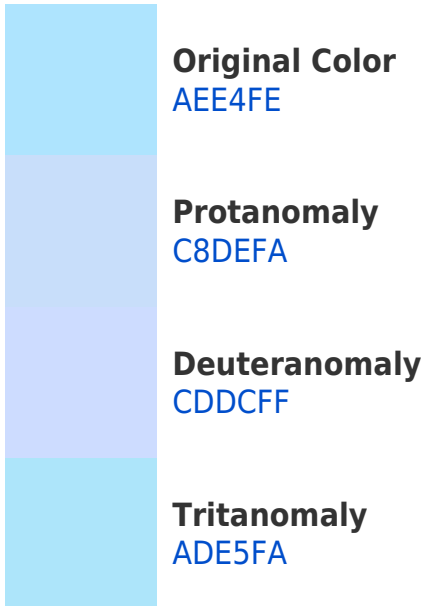 Original Color
AEE4FE
Protanomaly
C8DEFA
Deuteranomaly
CDDCFF
Tritanomaly
ADE5FA